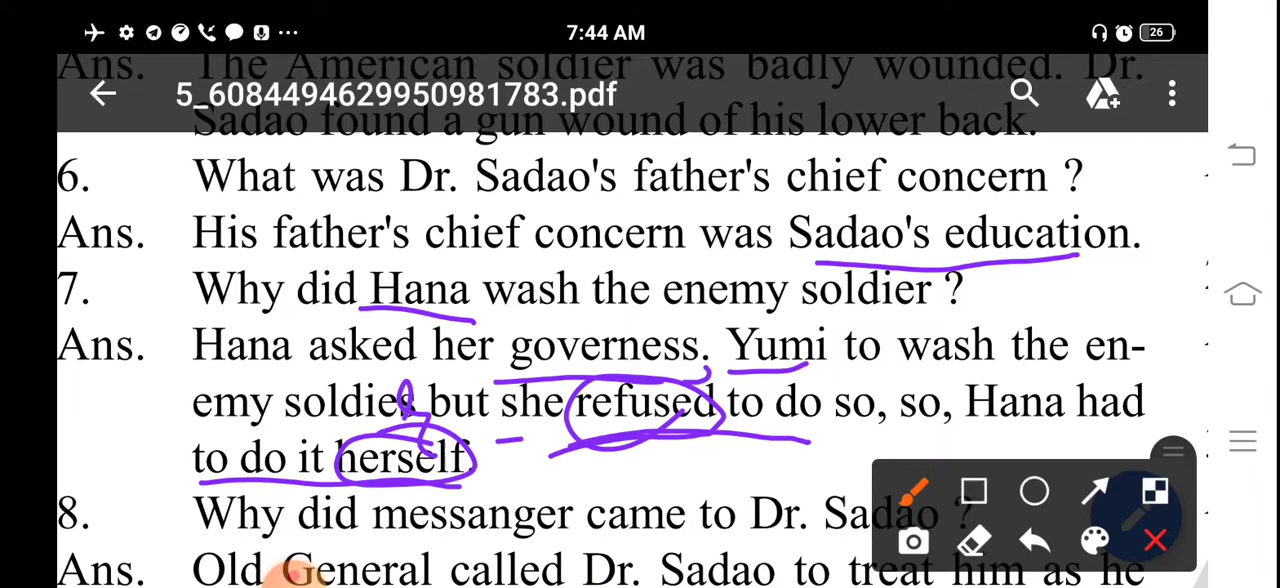 7:44 AM
26
Ans. The American soldier was badly wounded. Dr.
5_6084494629950981783.pdf
Sadao found a gun wound of his lower back.
6. What was Dr. Sadao's father's chief concern ?
Ans. His father's chief concern was Sadao's education.
7. Why did Hana wash the enemy soldier ?
Ans. Hana asked her governess. Yumi to wash the en-
emy soldies but she refused to do so, so, Hana had
to do it herself.
8. Why did messanger came to Dr. Sadao ?
Ans. Old General called Dr. Sadao to treat him as he